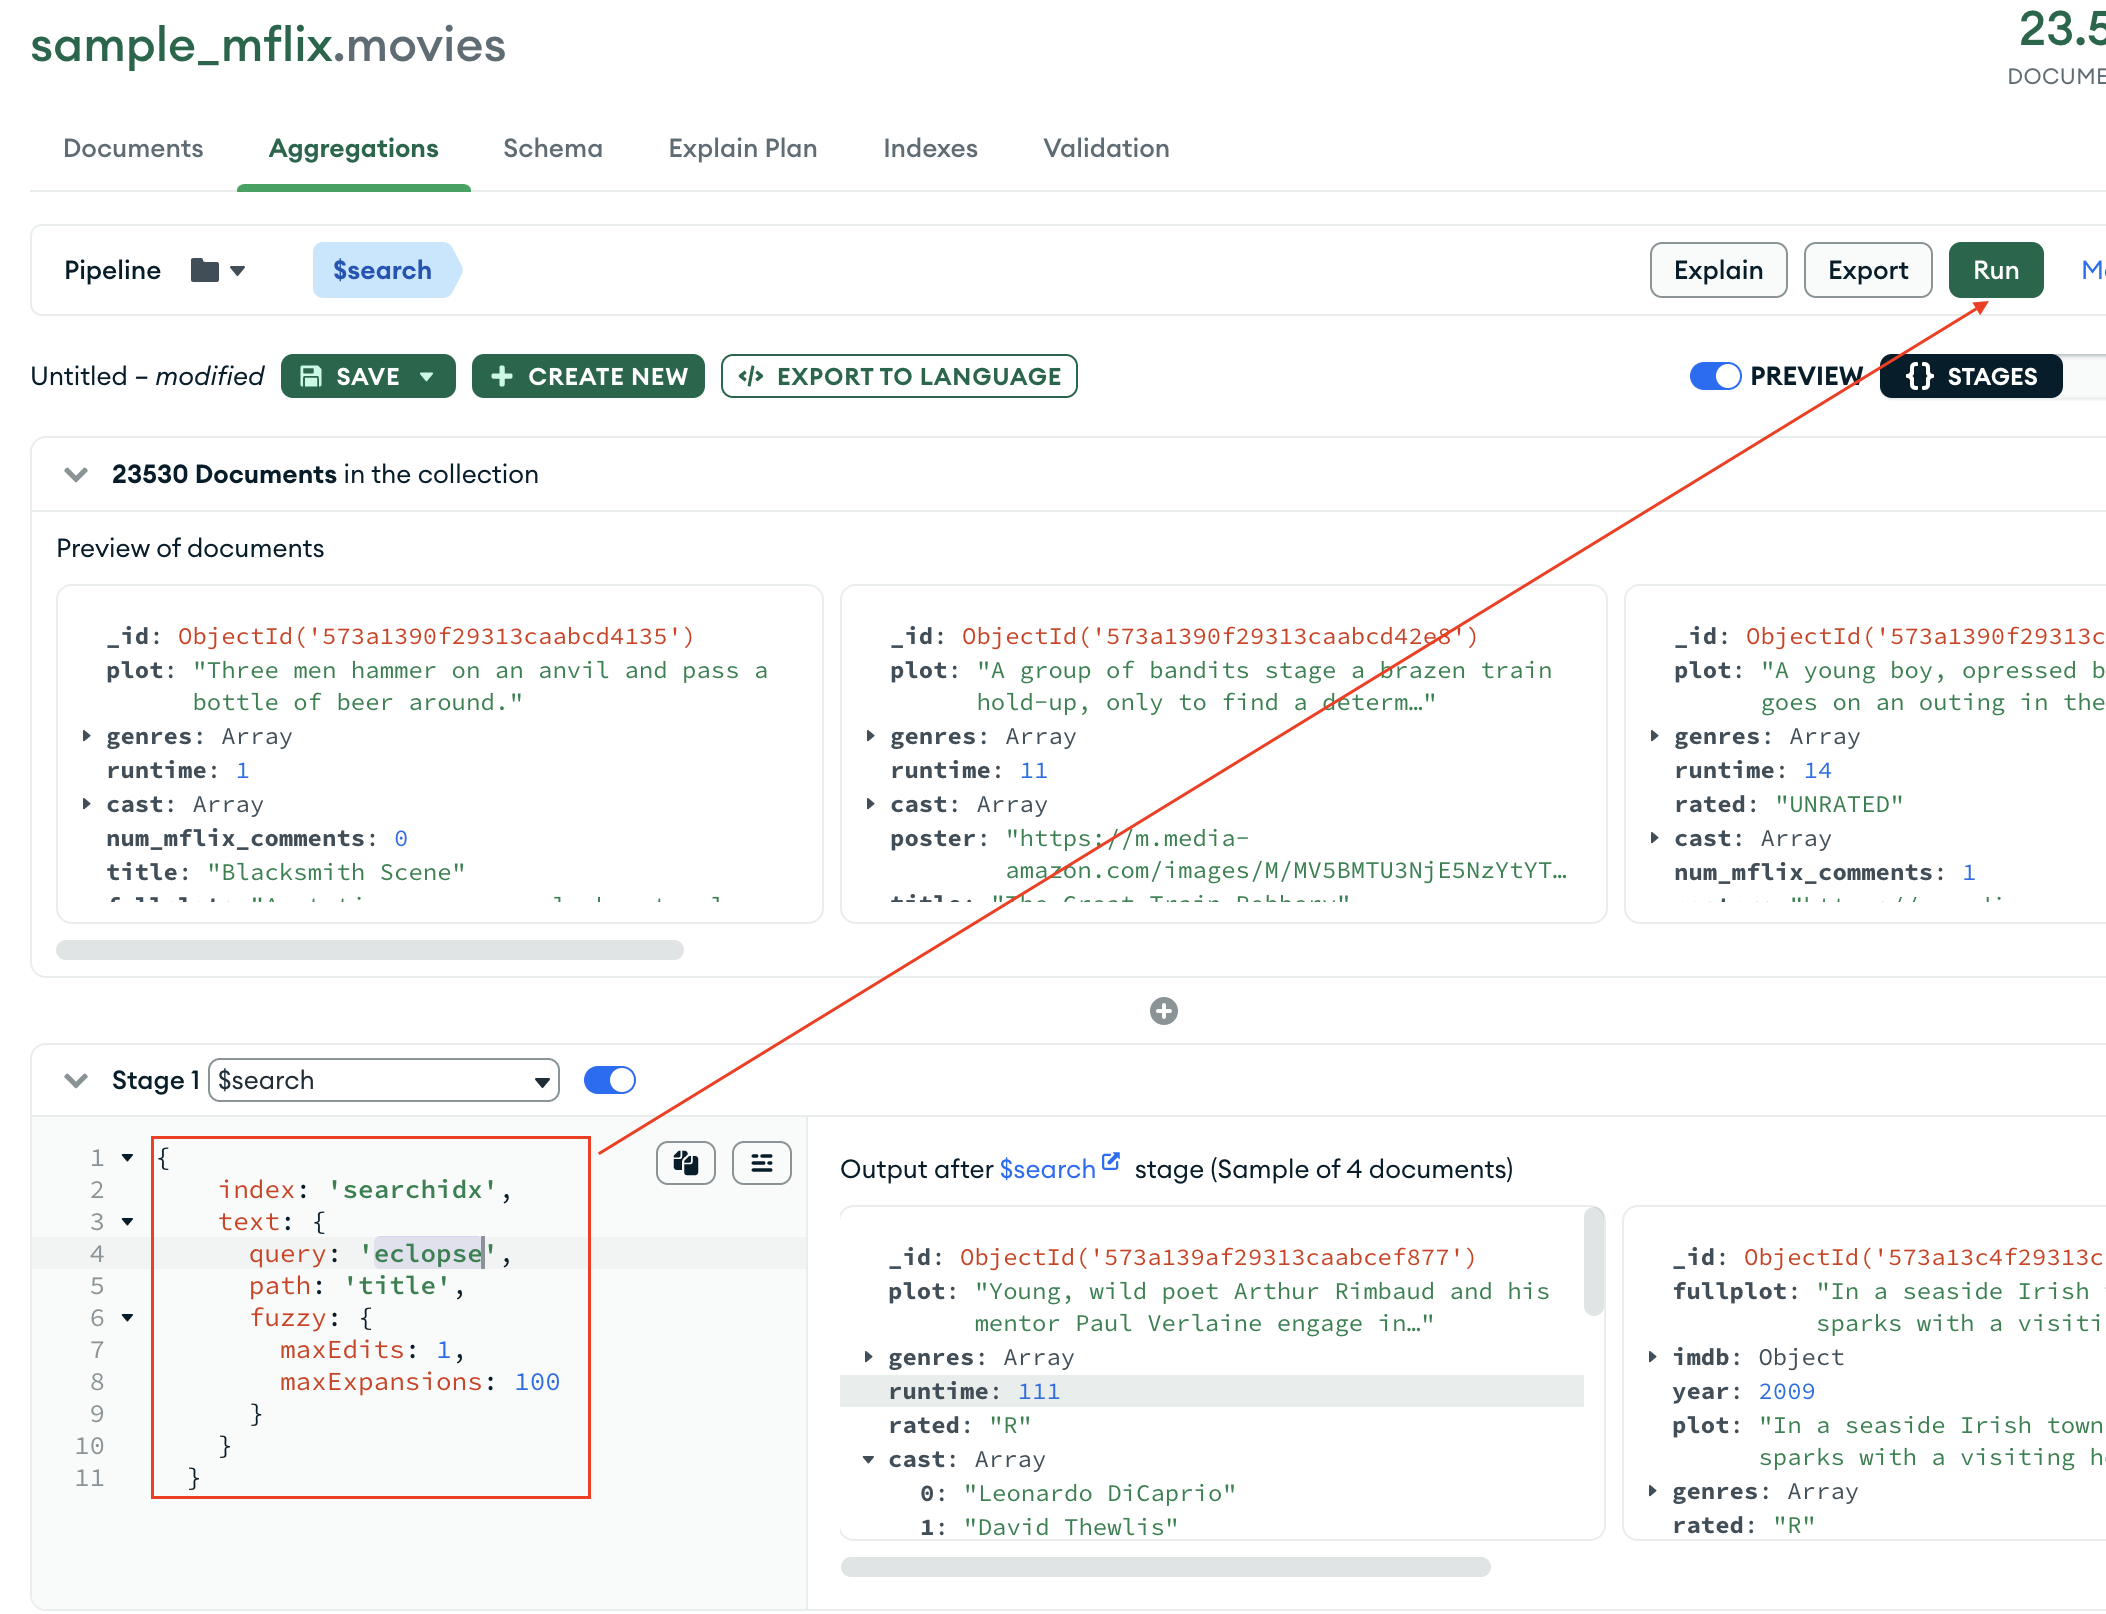 sample_mflix.movies
23.5
DOCUME
Documents Aggregations Schema Explain Plan Indexes Validation
Pipeline $search Explain Export Run
Untitled – modified SAVE CREATE NEW </> EXPORT TO LANGUAGE PREVIEW {} STAGES
23530 Documents in the collection
Preview of documents
_id: ObjectId('573a1390f29313caabcd4135')
plot: "Three men hammer on an anvil and pass a
bottle of beer around."
genres: Array
runtime: 1
cast: Array
num_mflix_comments: 0
title: "Blacksmith Scene"
_id: ObjectId('573a1390f29313caabcd42e8')
plot: "A group of bandits stage a brazen train
hold-up, only to find a determ…"
genres: Array
runtime: 11
cast: Array
poster: "https://m.media-
amazon.com/images/M/MV5BMTU3NjE5NzYtYT…
title: "The Great Train Robbery"
_id: ObjectId('573a1390f29313c
plot: "A young boy, opressed b
goes on an outing in the
genres: Array
runtime: 14
rated: "UNRATED"
cast: Array
num_mflix_comments: 1
Stage 1 $search
1 {
2 index: 'searchidx',
3 text: {
4 query: 'eclopse',
5 path: 'title',
6 fuzzy: {
7 maxEdits: 1,
8 maxExpansions: 100
9 }
10 }
11 }
Output after $search stage (Sample of 4 documents)
_id: ObjectId('573a139af29313caabcef877')
plot: "Young, wild poet Arthur Rimbaud and his
mentor Paul Verlaine engage in…"
genres: Array
runtime: 111
rated: "R"
cast: Array
0: "Leonardo DiCaprio"
1: "David Thewlis"
_id: ObjectId('573a13c4f29313c
fullplot: "In a seaside Irish
sparks with a visiti
imdb: Object
year: 2009
plot: "In a seaside Irish town
sparks with a visiting h
genres: Array
rated: "R"